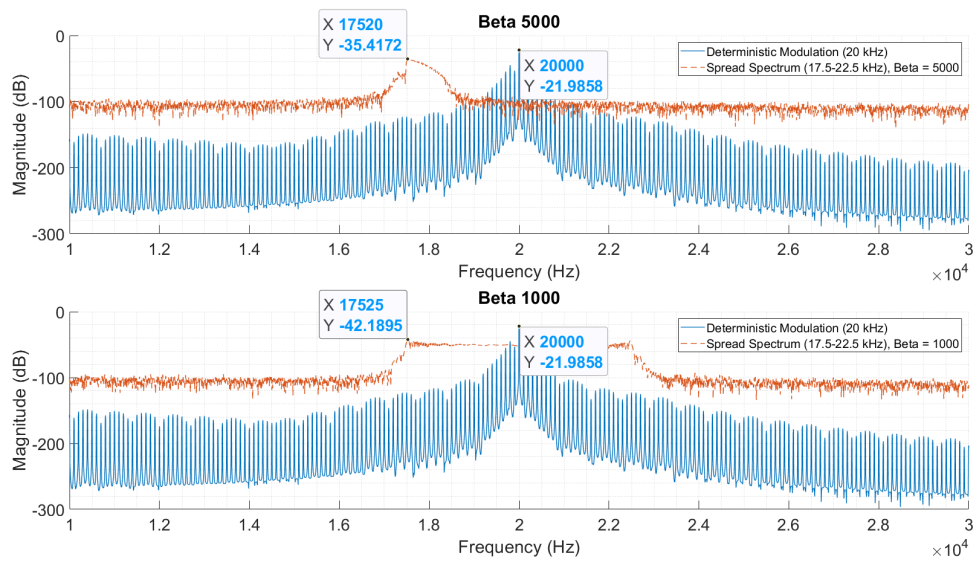 Beta 5000
X 17520
Y -35.4172
X 20000
Y -21.9858
Deterministic Modulation (20 kHz)
Spread Spectrum (17.5-22.5 kHz), Beta = 5000
Magnitude (dB)
0
-100
-200
-300
1 1.2 1.4 1.6 1.8 2 2.2 2.4 2.6 2.8 3
Frequency (Hz)
×10⁴
Beta 1000
X 17525
Y -42.1895
X 20000
Y -21.9858
Deterministic Modulation (20 kHz)
Spread Spectrum (17.5-22.5 kHz), Beta = 1000
Magnitude (dB)
0
-100
-200
-300
1 1.2 1.4 1.6 1.8 2 2.2 2.4 2.6 2.8 3
Frequency (Hz)
×10⁴